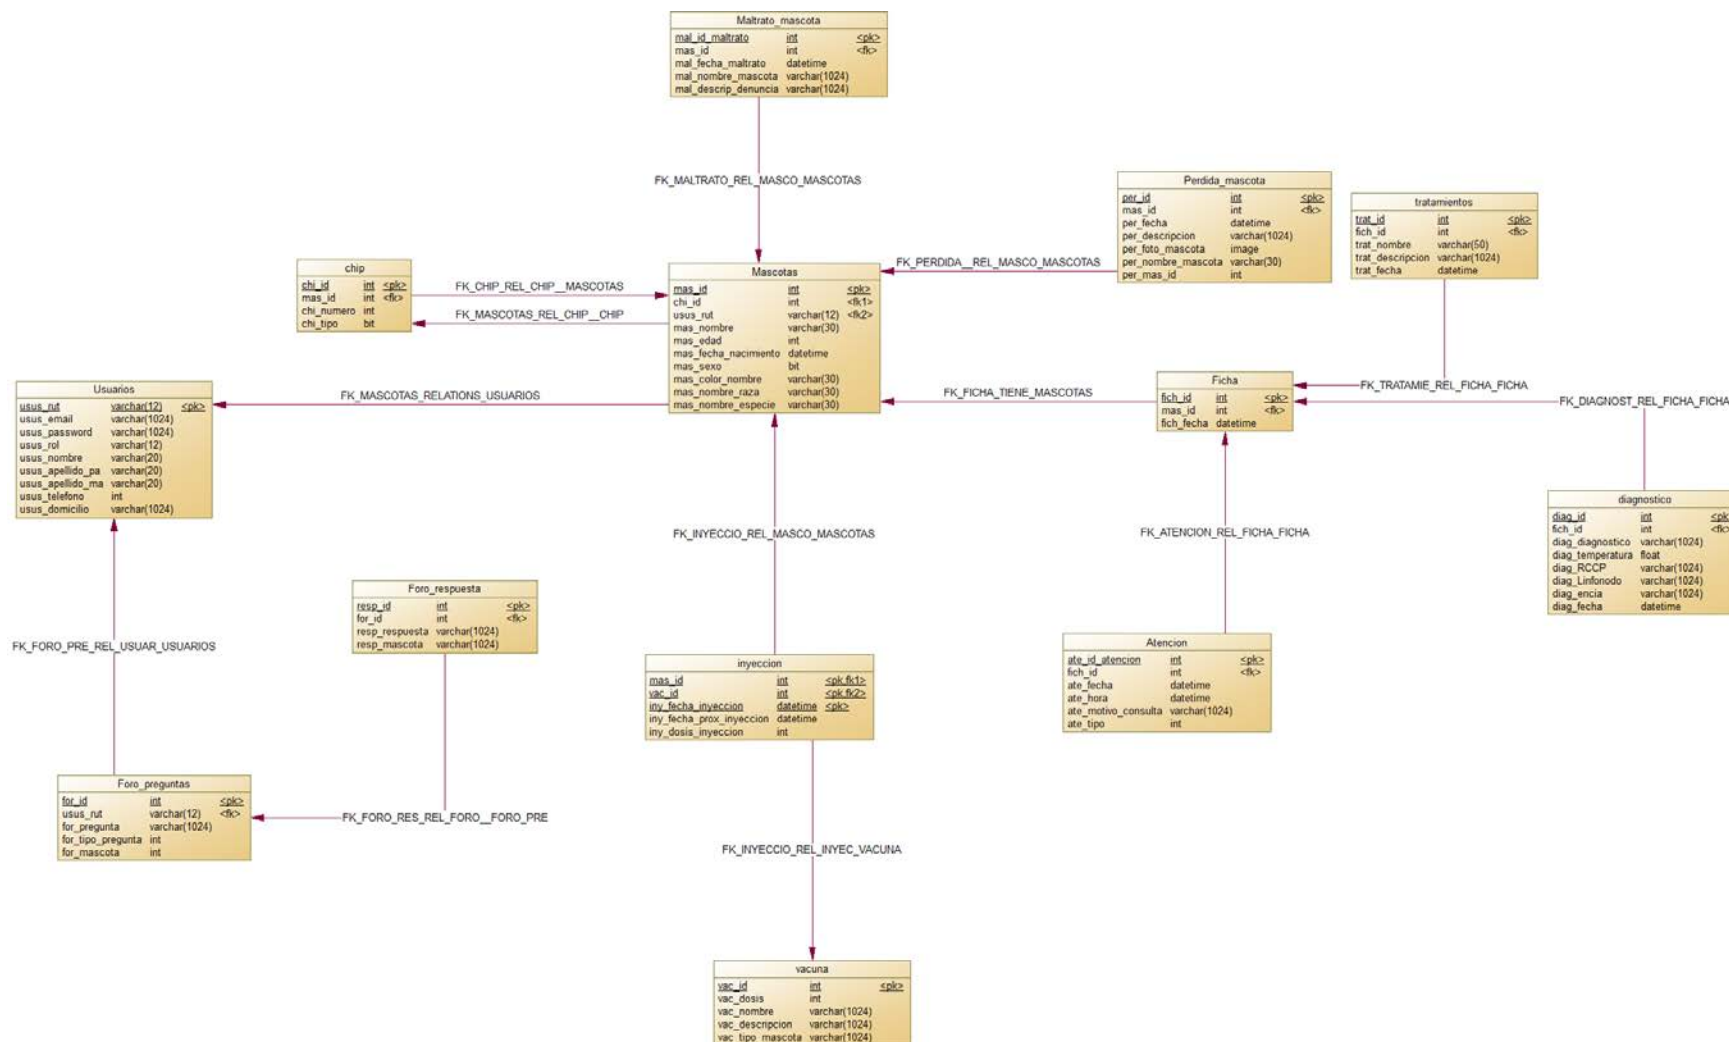 Maltrato_mascota
mal_id_maltrato int <pk>
mas_id int <fk>
mal_fecha_maltrato datetime
mal_nombre_mascota varchar(1024)
mal_descrip_denuncia varchar(1024)
FK_MALTRATO_REL_MASCO_MASCOTAS
Perdida_mascota
per_id int <pk>
mas_id int <fk>
per_fecha datetime
per_descripcion varchar(1024)
per_foto_mascota image
per_nombre_mascota varchar(30)
per_mas_id int
tratamientos
trat_id int <pk>
fich_id int <fk>
trat_nombre varchar(50)
trat_descripcion varchar(1024)
trat_fecha datetime
FK_PERDIDA__REL_MASCO_MASCOTAS
chip
chi_id int <pk>
mas_id int <fk>
chi_numero int
chi_tipo bit
FK_CHIP_REL_CHIP__MASCOTAS
FK_MASCOTAS_REL_CHIP__CHIP
Mascotas
mas_id int <pk>
chi_id int <fk1>
usus_rut varchar(12) <fk2>
mas_nombre varchar(30)
mas_edad int
mas_fecha_nacimiento datetime
mas_sexo bit
mas_color_nombre varchar(30)
mas_nombre_raza varchar(30)
mas_nombre_especie varchar(30)
Usuarios
usus_rut varchar(12) <pk>
usus_email varchar(1024)
usus_password varchar(1024)
usus_rol varchar(12)
usus_nombre varchar(20)
usus_apellido_pa varchar(20)
usus_apellido_ma varchar(20)
usus_telefono int
usus_domicilio varchar(1024)
FK_MASCOTAS_RELATIONS_USUARIOS
FK_FICHA_TIENE_MASCOTAS
Ficha
fich_id int <pk>
mas_id int <fk>
fich_fecha datetime
FK_TRATAMIE_REL_FICHA_FICHA
FK_DIAGNOST_REL_FICHA_FICHA
diagnostico
diag_id int <pk>
fich_id int <fk>
diag_diagnostico varchar(1024)
diag_temperatura float
diag_RCCP varchar(1024)
diag_Linfonodo varchar(1024)
diag_encia varchar(1024)
diag_fecha datetime
FK_INYECCIO_REL_MASCO_MASCOTAS
FK_ATENCION_REL_FICHA_FICHA
Foro_respuesta
resp_id int <pk>
for_id int <fk>
resp_respuesta varchar(1024)
resp_mascota varchar(1024)
FK_FORO_PRE_REL_USUAR_USUARIOS
inyeccion
mas_id int <pk,fk1>
vac_id int <pk,fk2>
iny_fecha_inyeccion datetime <pk>
iny_fecha_prox_inyeccion datetime
iny_dosis_inyeccion int
Atencion
ate_id_atencion int <pk>
fich_id int <fk>
ate_fecha datetime
ate_hora datetime
ate_motivo_consulta varchar(1024)
ate_tipo int
Foro_preguntas
for_id int <pk>
usus_rut varchar(12) <fk>
for_pregunta varchar(1024)
for_tipo_pregunta int
for_mascota int
FK_FORO_RES_REL_FORO__FORO_PRE
FK_INYECCIO_REL_INYEC_VACUNA
vacuna
vac_id int <pk>
vac_dosis int
vac_nombre varchar(1024)
vac_descripcion varchar(1024)
vac_tipo_mascota varchar(1024)